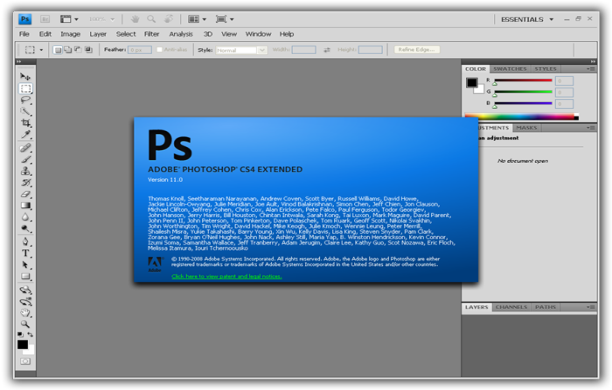 Ps
ESSENTIALS
File Edit Image Layer Select Filter Analysis 3D View Window Help
Feather: Style: Normal Width: Height: Refine Edge...
COLOR SWATCHES STYLES
R
G
B
JUSTMENTS MASKS
an adjustment
No document open
LAYERS CHANNELS PATHS
Ps
ADOBE® PHOTOSHOP® CS4 EXTENDED
Version 11.0
Thomas Knoll, Seetharaman Narayanan, Andrew Coven, Scott Byer, Russell Williams, David Howe,
Jackie Lincoln-Owyang, Julie Meridian, Joe Ault, Vinod Balakrishnan, Simon Chen, Jeff Chien, Jon Clauson,
Michael Clifton, Jeffrey Cohen, Chris Cox, Alan Erickson, Pete Falco, Paul Ferguson, Todor Georgiev,
John Hanson, Jerry Harris, Bill Houston, Chintan Intwala, Sarah Kong, Tai Luxon, Mark Maguire, David Parent,
John Penn II, John Peterson, Tom Pinkerton, Dave Polaschek, Tom Ruark, Geoff Scott, Nikolai Svakhin,
John Worthington, Tim Wright, David Hackel, Mike Keogh, Julie Kmoch, Wennie Leung, Peter Merrill,
Shailesh Misra, Yukie Takahashi, Barry Young, Xin Wu, Kelly Davis, Lisa King, Steven Snyder, Pam Clark,
Zorana Gee, Bryan O'Neil Hughes, John Nack, Ashley Still, Maria Yap, B. Winston Hendrickson, Kevin Connor,
Izumi Soma, Samantha Wallace, Jeff Tranberry, Adam Jerugim, Claire Lee, Kathy Guo, Scot Nozawa, Eric Floch,
Melissa Itamura, Iouri Tchernoousko
© 1990-2008 Adobe Systems Incorporated. All rights reserved. Adobe, the Adobe logo and Photoshop are either
registered trademarks or trademarks of Adobe Systems Incorporated in the United States and/or other countries.
Adobe
Click here to view patent and legal notices.